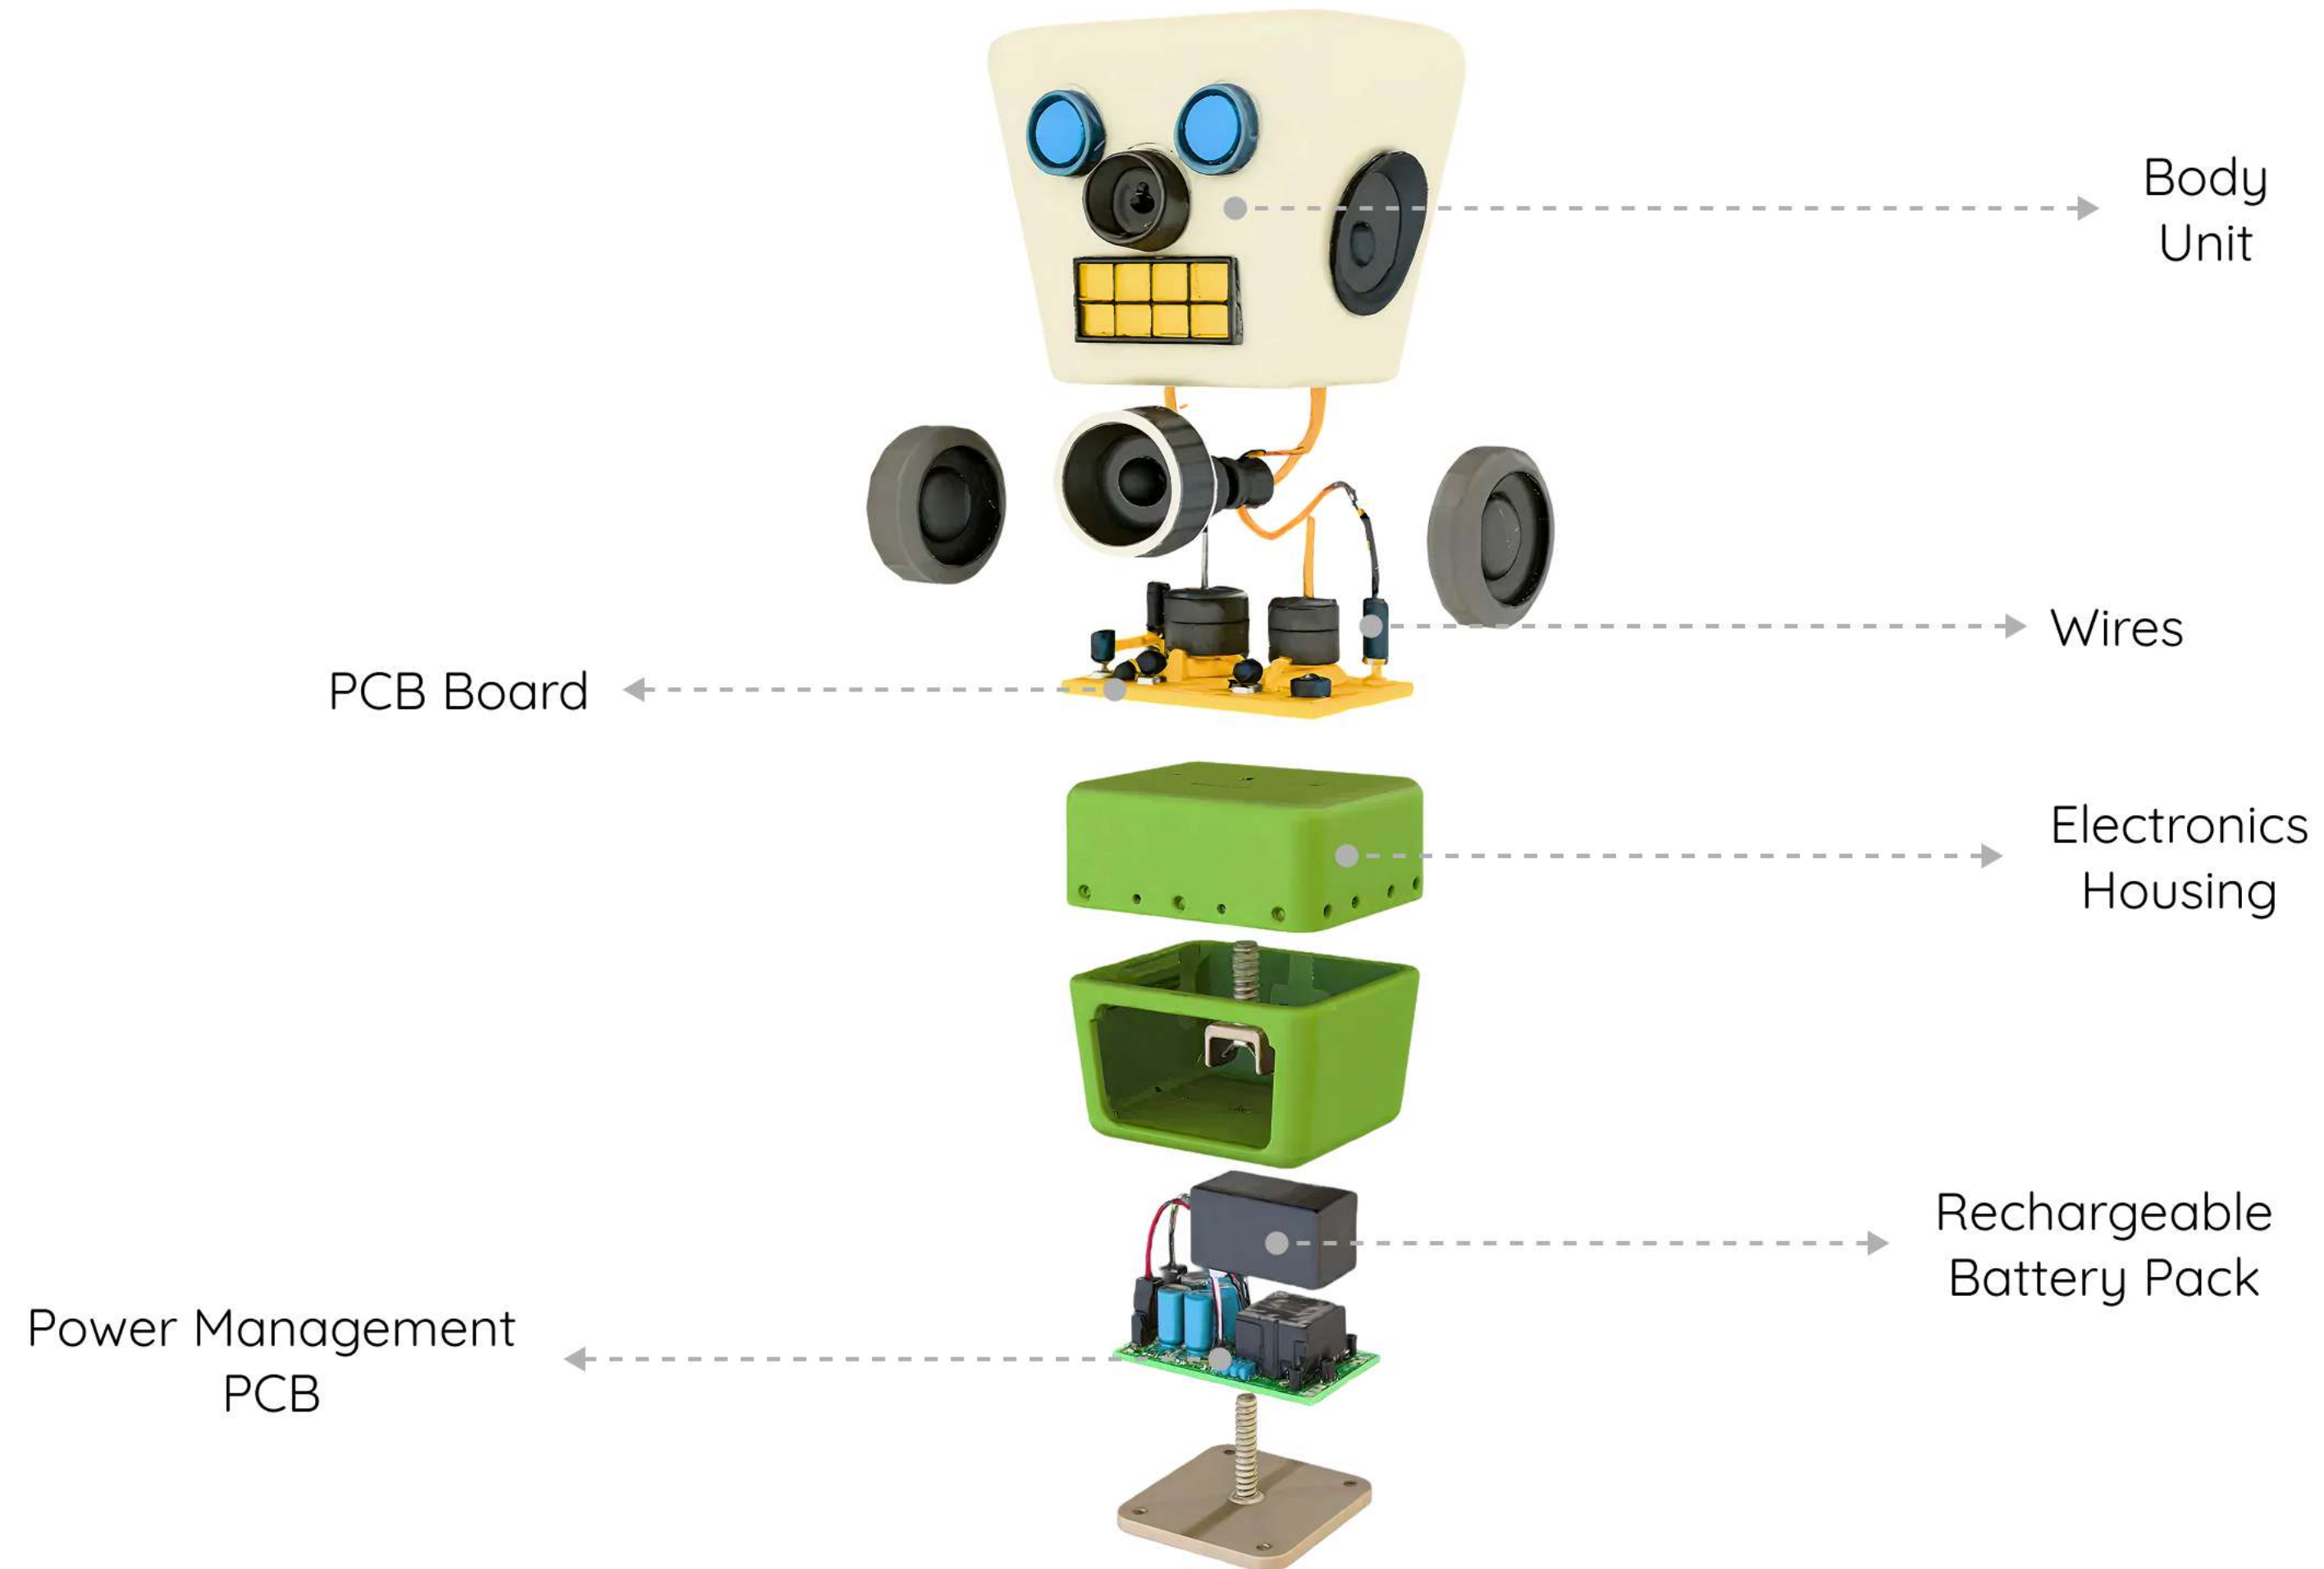 Body
Unit
Wires
PCB Board
Electronics
Housing
Rechargeable
Battery Pack
Power Management
PCB